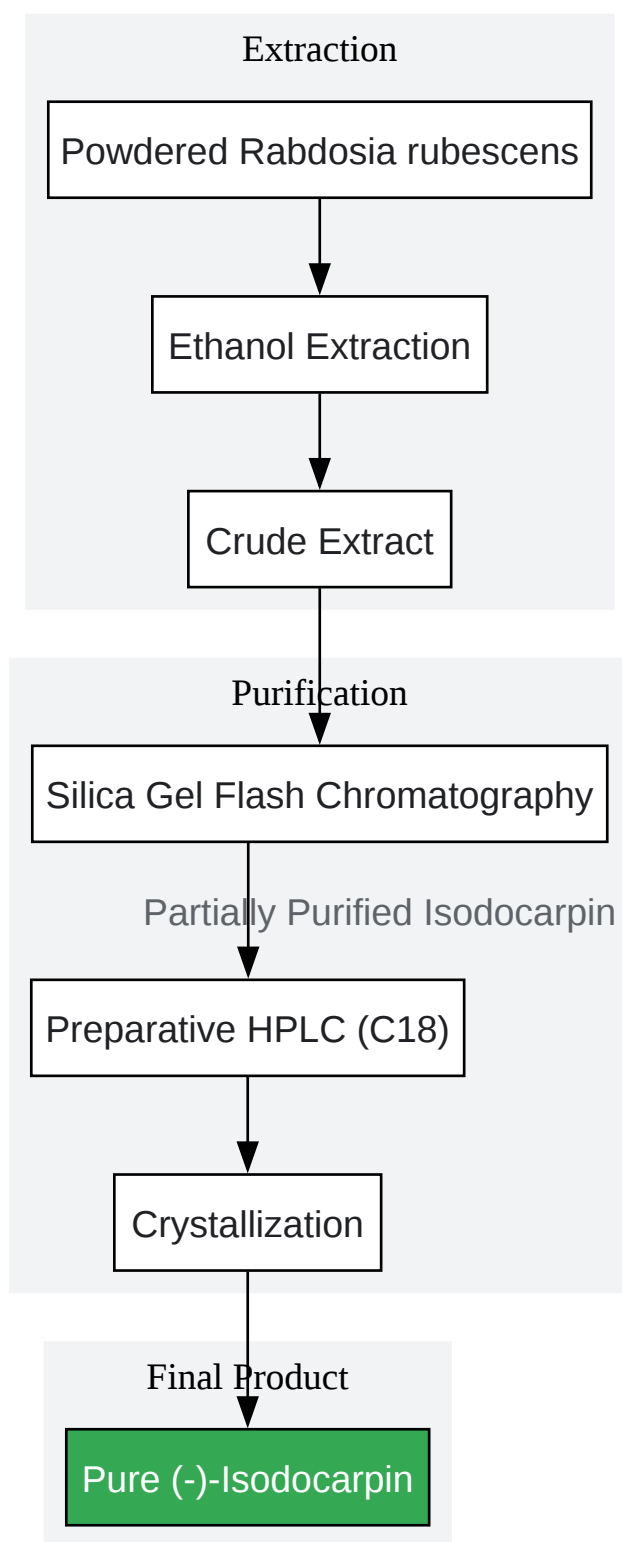 Extraction
Powdered Rabdosia rubescens
Ethanol Extraction
Crude Extract
Purification
Silica Gel Flash Chromatography
Partially Purified Isodocarpin
Preparative HPLC (C18)
Crystallization
Final Product
Pure (-)-Isodocarpin